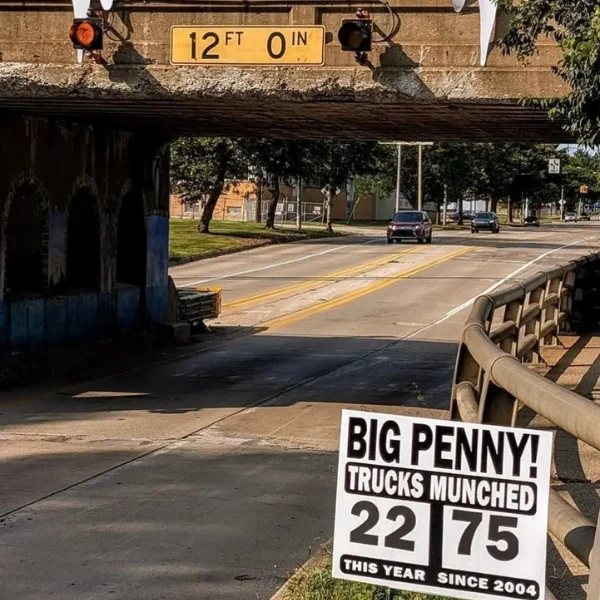 12 FT 0 IN
BIG PENNY!
TRUCKS MUNCHED
22 75
THIS YEAR SINCE 2004